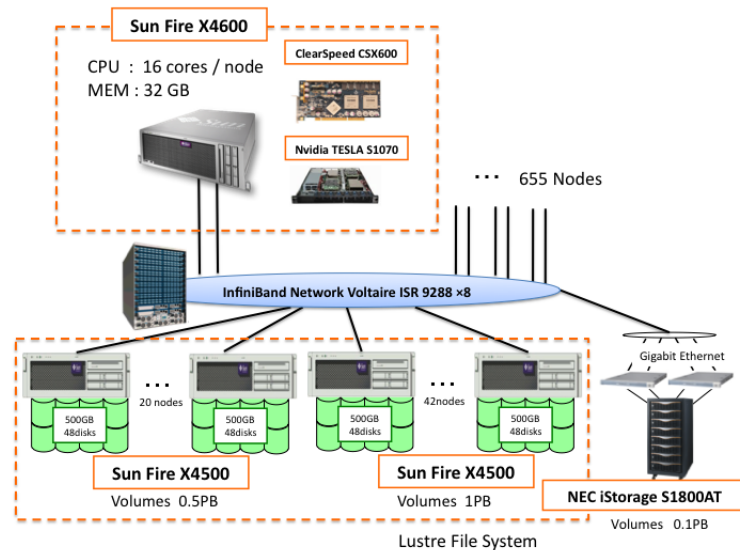 Sun Fire X4600
CPU : 16 cores / node
MEM : 32 GB
ClearSpeed CSX600
Nvidia TESLA S1070
Sun
... 655 Nodes
InfiniBand Network Voltaire ISR 9288 ×8
Gigabit Ethernet
... 20 nodes
... 42nodes
500GB
48disks
500GB
48disks
500GB
48disks
500GB
48disks
Sun Fire X4500
Volumes 0.5PB
Sun Fire X4500
Volumes 1PB
NEC iStorage S1800AT
Volumes 0.1PB
Lustre File System